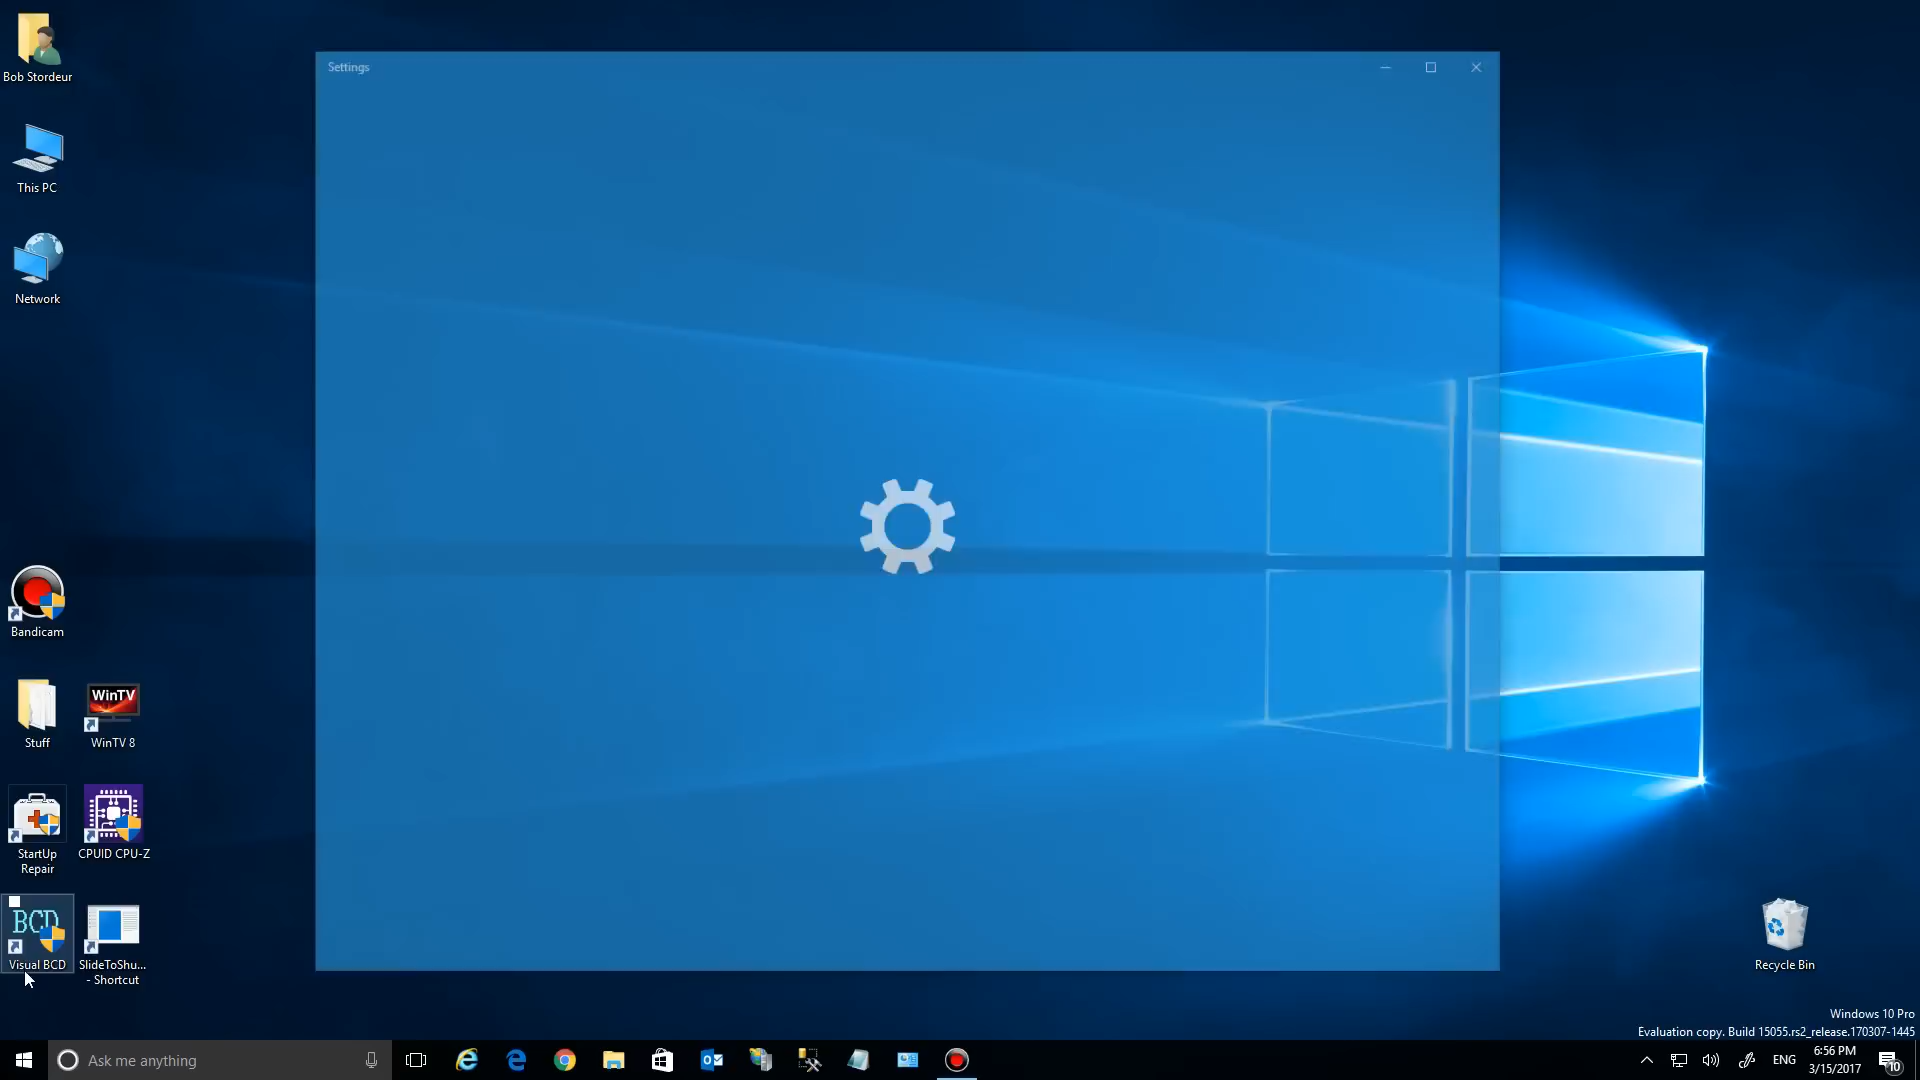 Bob Stordeur
This PC
Network
Bandicam
Stuff
WinTV
WinTV 8
StartUp
Repair
CPUID CPU-Z
BCD
Visual BCD
SlideToShu...
- Shortcut
Settings
Recycle Bin
Windows 10 Pro
Evaluation copy. Build 15055.rs2_release.170307-1445
Ask me anything
ENG
6:56 PM
3/15/2017
10